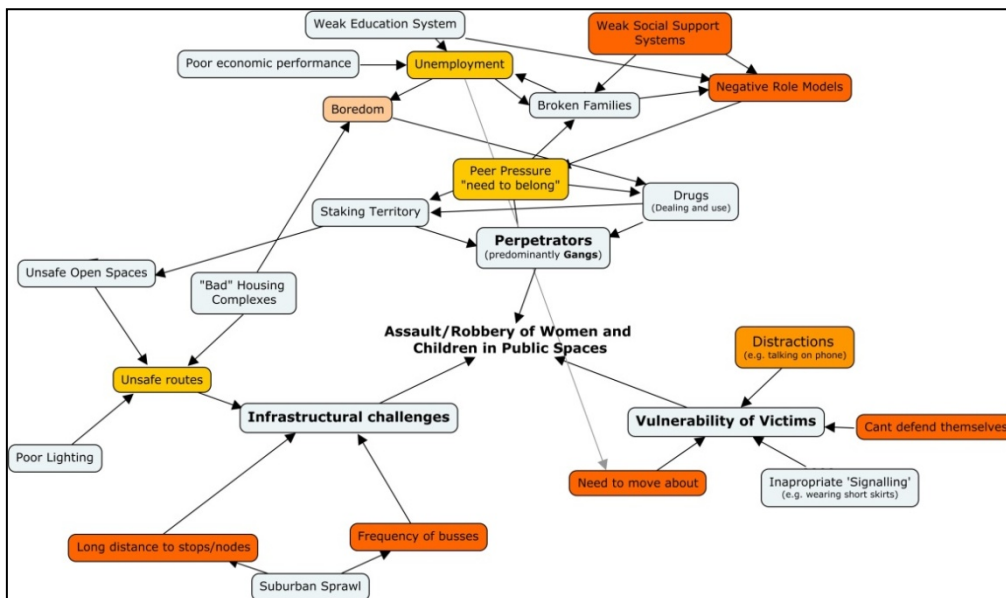 Weak Education System
Weak Social Support
Systems
Poor economic performance
Unemployment
Negative Role Models
Boredom
Broken Families
Peer Pressure
"need to belong"
Drugs
(Dealing and use)
Staking Territory
Perpetrators
(predominantly Gangs)
Unsafe Open Spaces
"Bad" Housing
Complexes
Assault/Robbery of Women and
Children in Public Spaces
Distractions
(e.g. talking on phone)
Unsafe routes
Infrastructural challenges
Vulnerability of Victims
Cant defend themselves
Poor Lighting
Need to move about
Inappropriate 'Signalling'
(e.g. wearing short skirts)
Long distance to stops/nodes
Frequency of busses
Suburban Sprawl